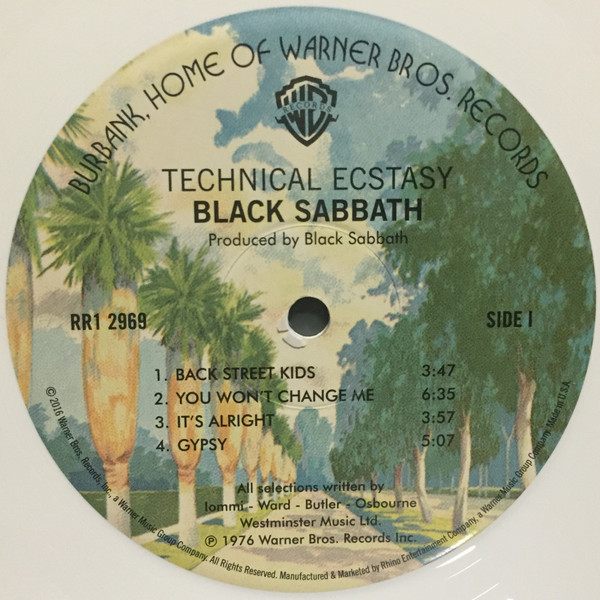 BURBANK, HOME OF WARNER BROS. RECORDS
WB
RECORDS
TECHNICAL ECSTASY
BLACK SABBATH
Produced by Black Sabbath
RR1 2969
SIDE I
1. BACK STREET KIDS 3:47
2. YOU WON'T CHANGE ME 6:35
3. IT'S ALRIGHT 3:57
4. GYPSY 5:07
All selections written by
Iommi - Ward - Butler - Osbourne
Westminster Music Ltd.
℗ 1976 Warner Bros. Records Inc.
© 2016 Warner Bros. Records, Inc., a Warner Music Group Company. All Rights Reserved. Manufactured & Marketed by Rhino Entertainment Company, a Warner Music Group Company. Made in U.S.A.